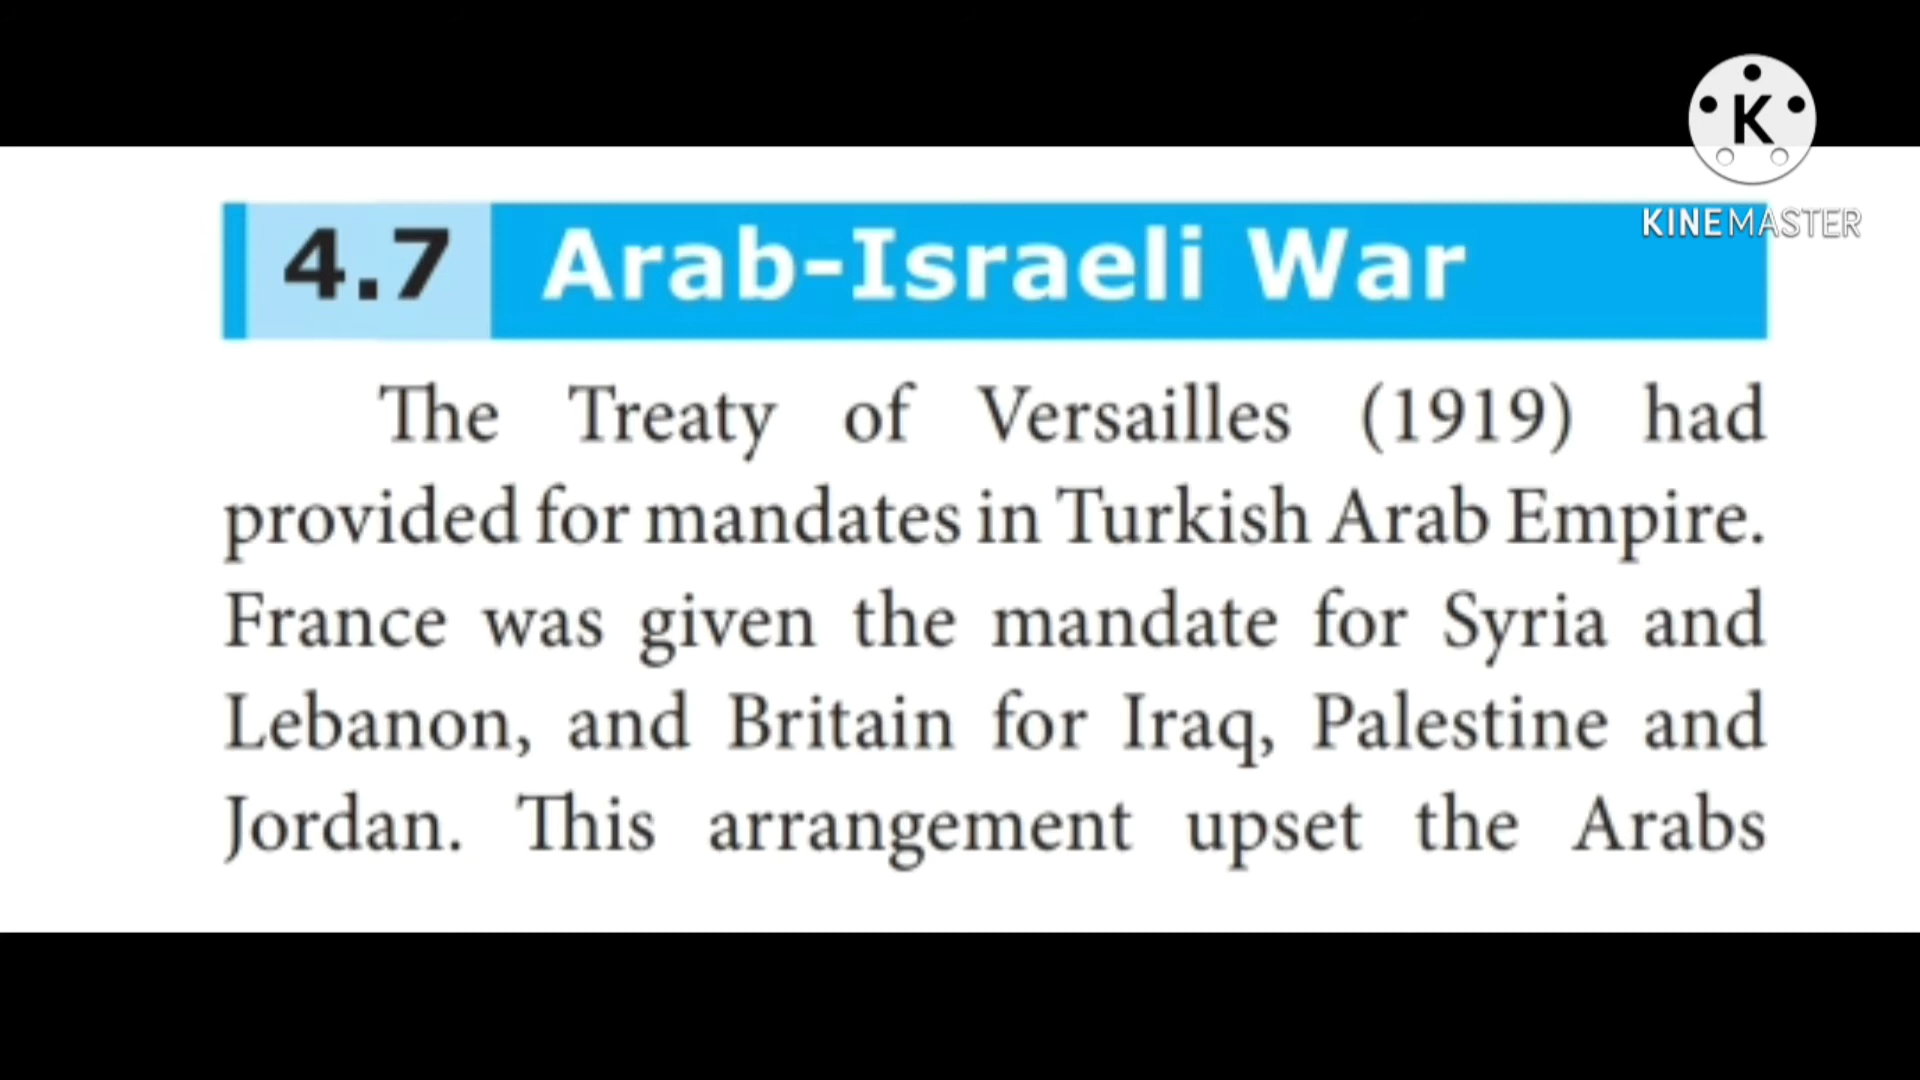 K
KINEMASTER
4.7 Arab-Israeli War
The Treaty of Versailles (1919) had
provided for mandates in Turkish Arab Empire.
France was given the mandate for Syria and
Lebanon, and Britain for Iraq, Palestine and
Jordan. This arrangement upset the Arabs